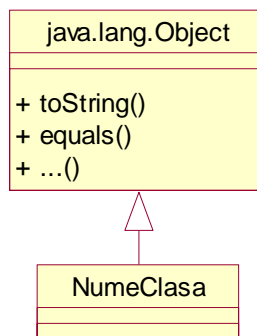 java.lang.Object
+ toString()
+ equals()
+ ...()
NumeClasa